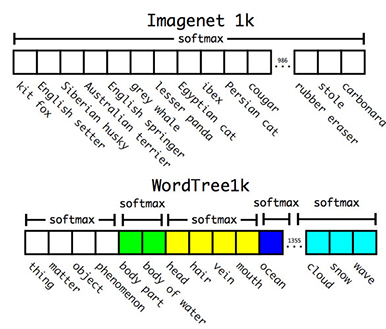 Imagenet 1k
softmax
986
kit fox
English setter
Siberian husky
Australian terrier
English springer
grey whale
lesser panda
Egyptian cat
ibex
Persian cat
cougar
rubber eraser
stole
carbonara
WordTree1k
softmax
softmax
softmax
softmax
softmax
1355
thing
matter
object
phenomenon
body part
body of water
head
hair
vein
mouth
ocean
cloud
snow
wave